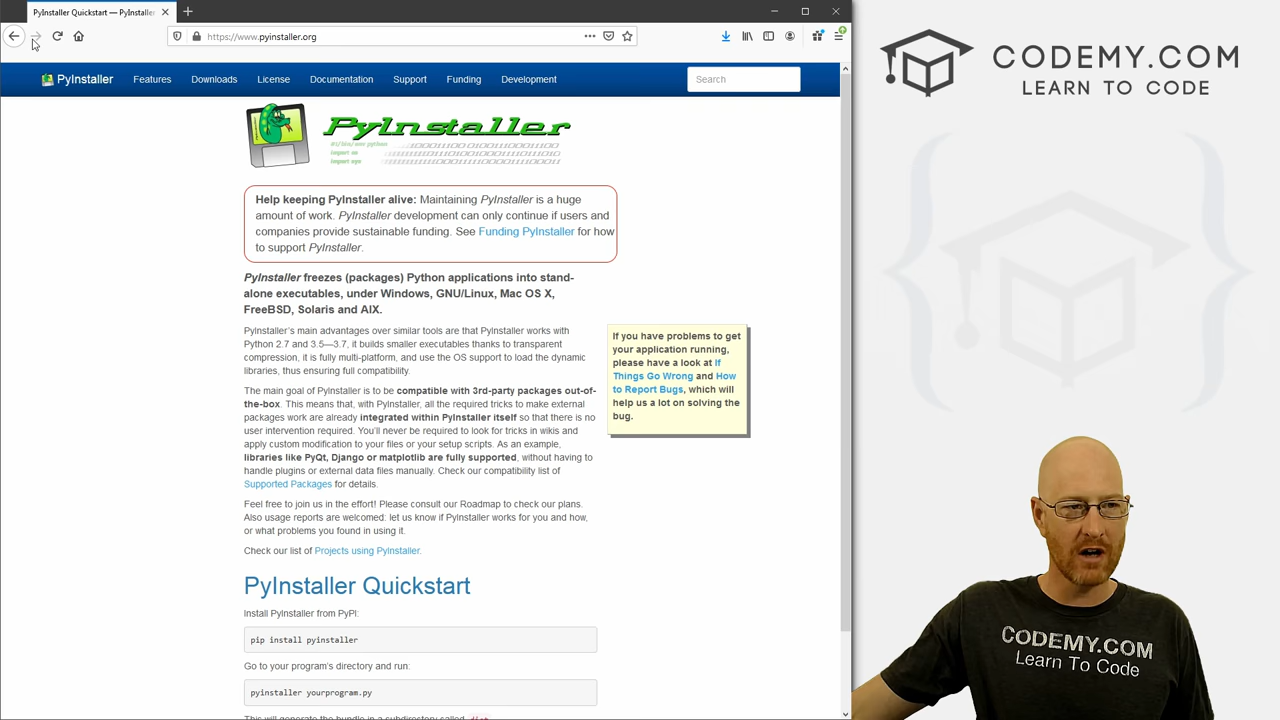 PyInstaller Quickstart — PyInstaller
https://www.pyinstaller.org
PyInstaller
Features
Downloads
License
Documentation
Support
Funding
Development
Search
PyInstaller
#!/bin/env python
import os
import sys
Help keeping PyInstaller alive: Maintaining PyInstaller is a huge
amount of work. PyInstaller development can only continue if users and
companies provide sustainable funding. See Funding PyInstaller for how
to support PyInstaller.
PyInstaller freezes (packages) Python applications into stand-
alone executables, under Windows, GNU/Linux, Mac OS X,
FreeBSD, Solaris and AIX.
PyInstaller's main advantages over similar tools are that PyInstaller works with
Python 2.7 and 3.5—3.7, it builds smaller executables thanks to transparent
compression, it is fully multi-platform, and use the OS support to load the dynamic
libraries, thus ensuring full compatibility.
The main goal of PyInstaller is to be compatible with 3rd-party packages out-of-
the-box. This means that, with PyInstaller, all the required tricks to make external
packages work are already integrated within PyInstaller itself so that there is no
user intervention required. You'll never be required to look for tricks in wikis and
apply custom modification to your files or your setup scripts. As an example,
libraries like PyQt, Django or matplotlib are fully supported, without having to
handle plugins or external data files manually. Check our compatibility list of
Supported Packages for details.
Feel free to join us in the effort! Please consult our Roadmap to check our plans.
Also usage reports are welcomed: let us know if PyInstaller works for you and how,
or what problems you found in using it.
Check our list of Projects using PyInstaller.
If you have problems to get
your application running,
please have a look at If
Things Go Wrong and How
to Report Bugs, which will
help us a lot on solving the
bug.
PyInstaller Quickstart
Install PyInstaller from PyPI:
pip install pyinstaller
Go to your program's directory and run:
pyinstaller yourprogram.py
This will generate the bundle in a subdirectory called dist.
CODEMY.COM
LEARN TO CODE
CODEMY.COM
Learn To Code